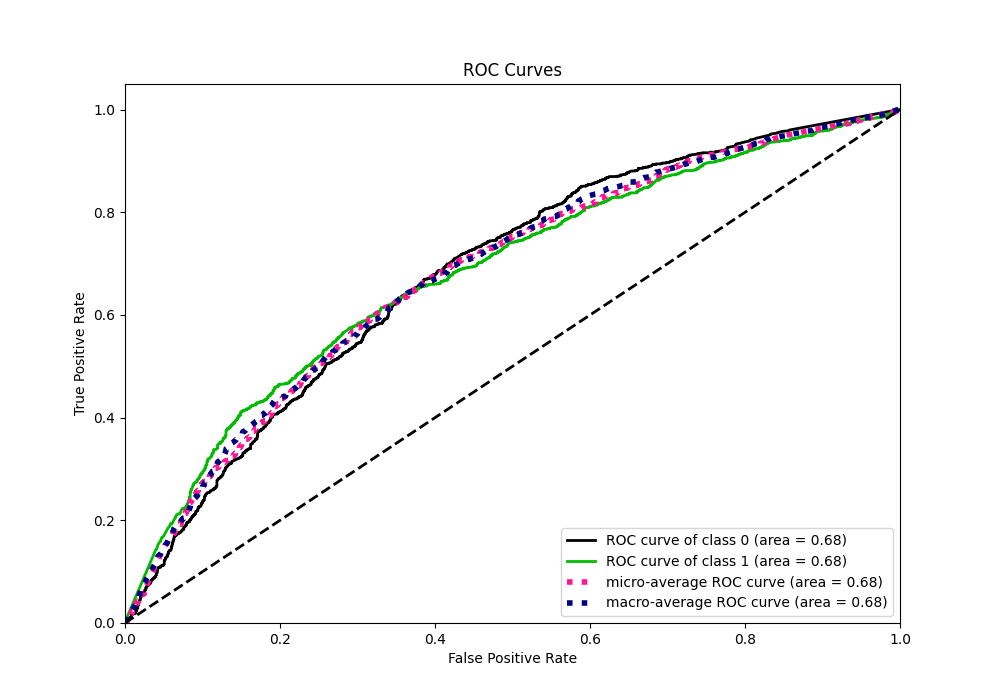 ROC Curves
True Positive Rate
1.0
0.8
0.6
0.4
0.2
0.0
ROC curve of class 0 (area = 0.68)
ROC curve of class 1 (area = 0.68)
micro-average ROC curve (area = 0.68)
macro-average ROC curve (area = 0.68)
0.0 0.2 0.4 0.6 0.8 1.0
False Positive Rate